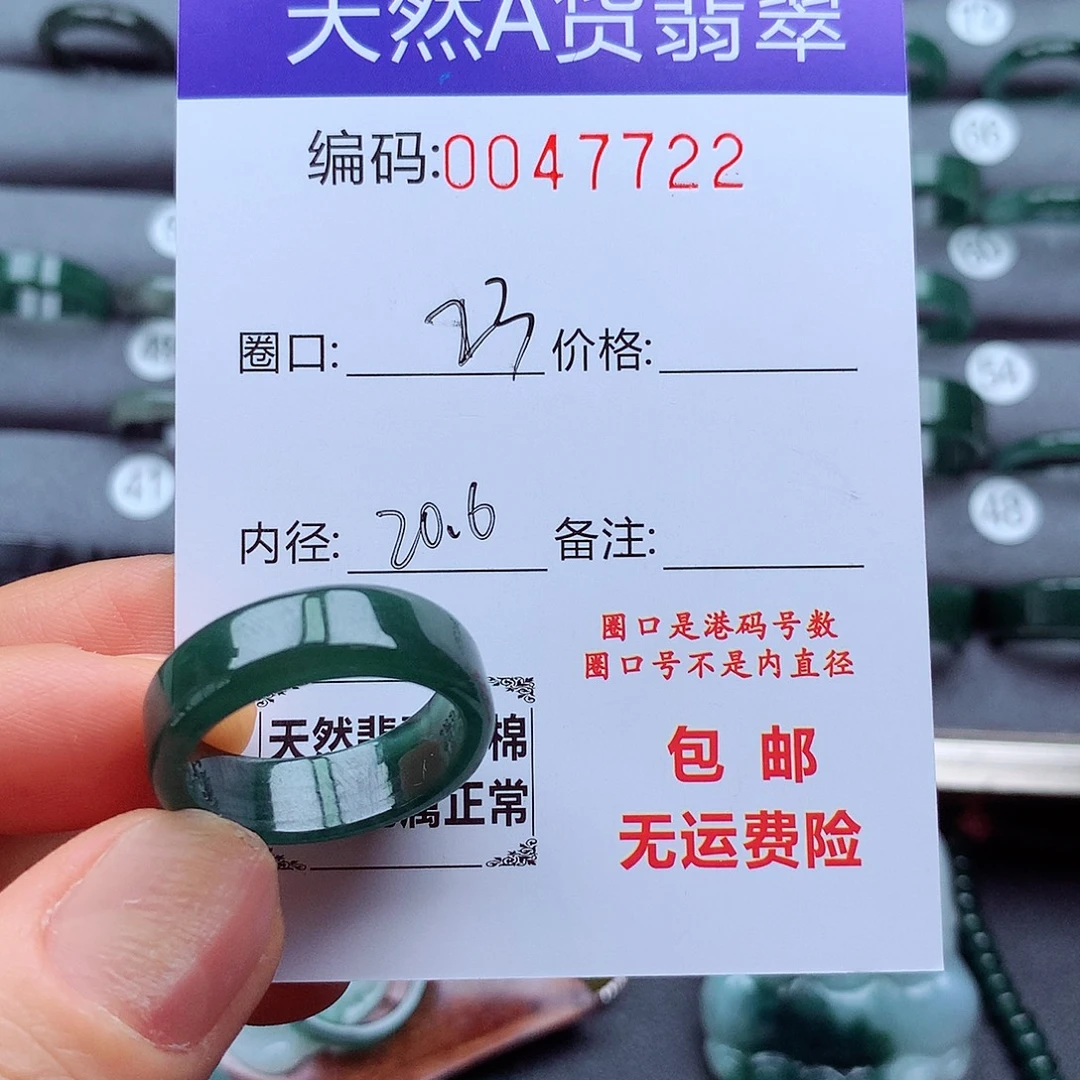 天然A货翡翠
编码:0047722
圈口: 23 价格:
内径: 20.6 备注:
圈口是港码号数
圈口号不是内直径
天然翡 棉
属正常
包 邮
无运费险
41
66
54
48